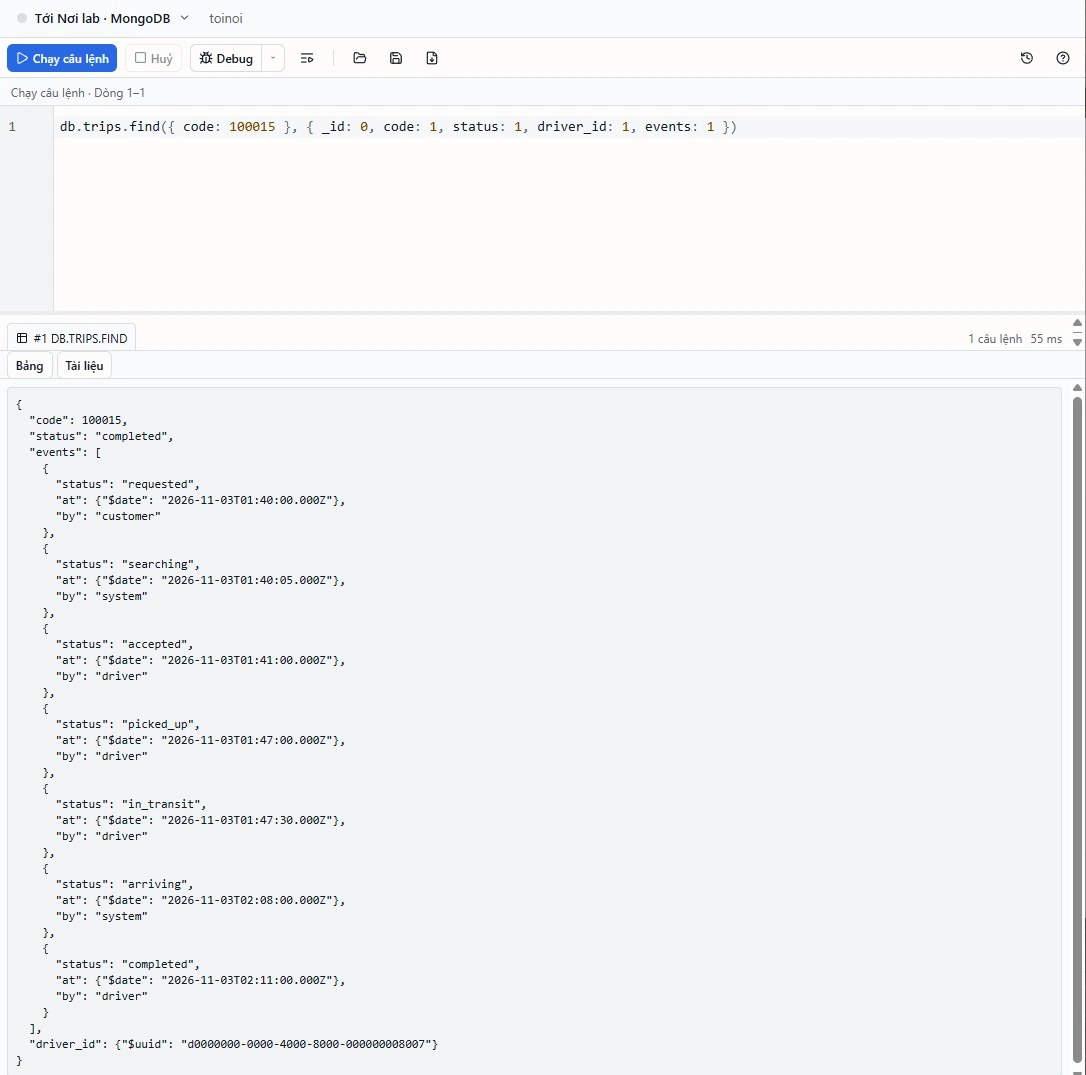 Tới Nơi lab · MongoDB toinoi
Chạy câu lệnh Huỷ Debug
Chạy câu lệnh · Dòng 1–1
1 db.trips.find({ code: 100015 }, { _id: 0, code: 1, status: 1, driver_id: 1, events: 1 })
#1 DB.TRIPS.FIND 1 câu lệnh 55 ms
Bảng Tài liệu
{
  "code": 100015,
  "status": "completed",
  "events": [
    {
      "status": "requested",
      "at": {"$date": "2026-11-03T01:40:00.000Z"},
      "by": "customer"
    },
    {
      "status": "searching",
      "at": {"$date": "2026-11-03T01:40:05.000Z"},
      "by": "system"
    },
    {
      "status": "accepted",
      "at": {"$date": "2026-11-03T01:41:00.000Z"},
      "by": "driver"
    },
    {
      "status": "picked_up",
      "at": {"$date": "2026-11-03T01:47:00.000Z"},
      "by": "driver"
    },
    {
      "status": "in_transit",
      "at": {"$date": "2026-11-03T01:47:30.000Z"},
      "by": "driver"
    },
    {
      "status": "arriving",
      "at": {"$date": "2026-11-03T02:08:00.000Z"},
      "by": "system"
    },
    {
      "status": "completed",
      "at": {"$date": "2026-11-03T02:11:00.000Z"},
      "by": "driver"
    }
  ],
  "driver_id": {"$uuid": "d0000000-0000-4000-8000-000000008007"}
}